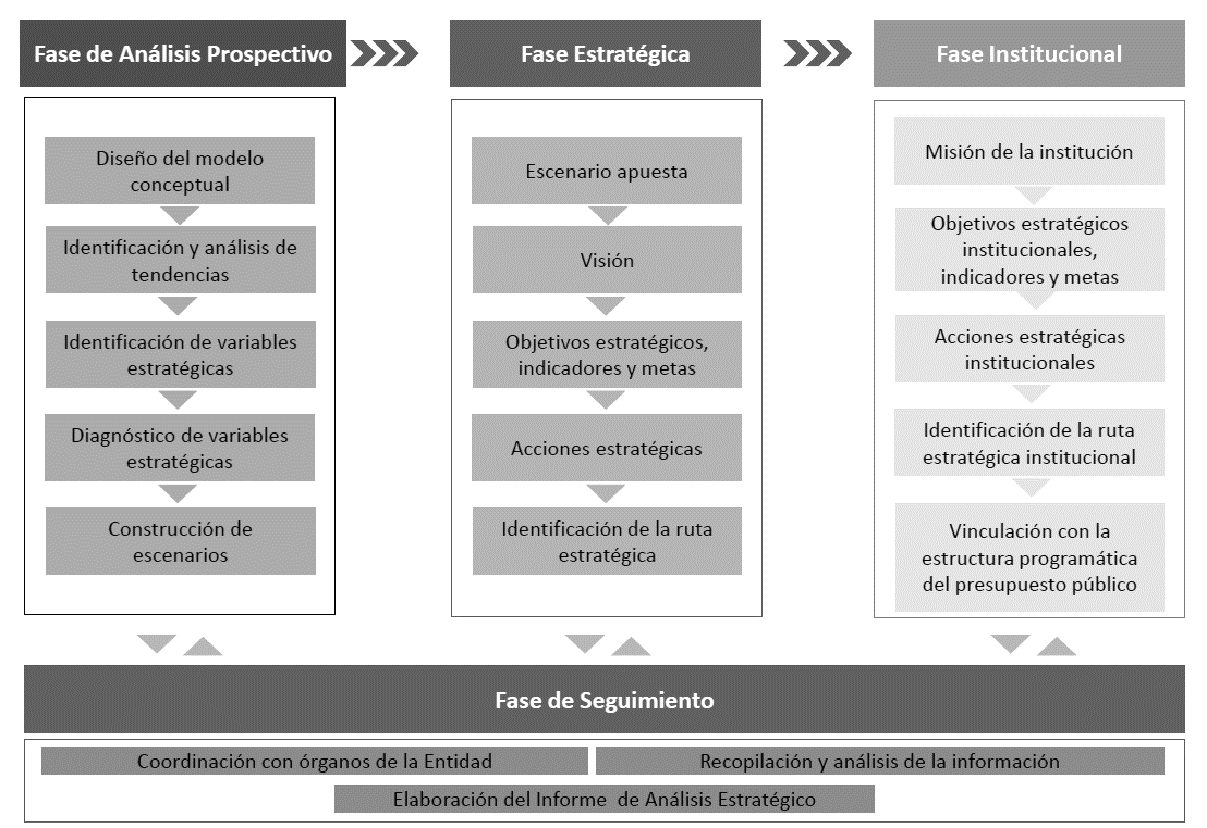 Fase de Análisis Prospectivo
Fase Estratégica
Fase Institucional
Diseño del modelo
conceptual
Identificación y análisis de
tendencias
Identificación de variables
estratégicas
Diagnóstico de variables
estratégicas
Construcción de
escenarios
Escenario apuesta
Visión
Objetivos estratégicos,
indicadores y metas
Acciones estratégicas
Identificación de la ruta
estratégica
Misión de la institución
Objetivos estratégicos
institucionales,
indicadores y metas
Acciones estratégicas
institucionales
Identificación de la ruta
estratégica institucional
Vinculación con la
estructura programática
del presupuesto público
Fase de Seguimiento
Coordinación con órganos de la Entidad
Recopilación y análisis de la información
Elaboración del Informe de Análisis Estratégico